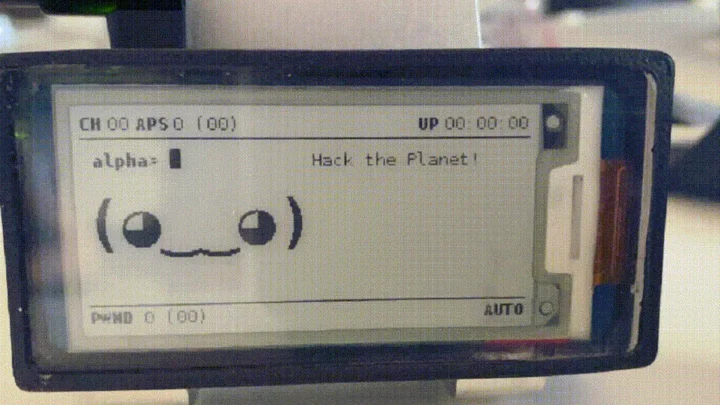 CH 00 APS 0 (00) UP 00:00:00
alpha> █ Hack the Planet!
PWND 0 (00) AUTO